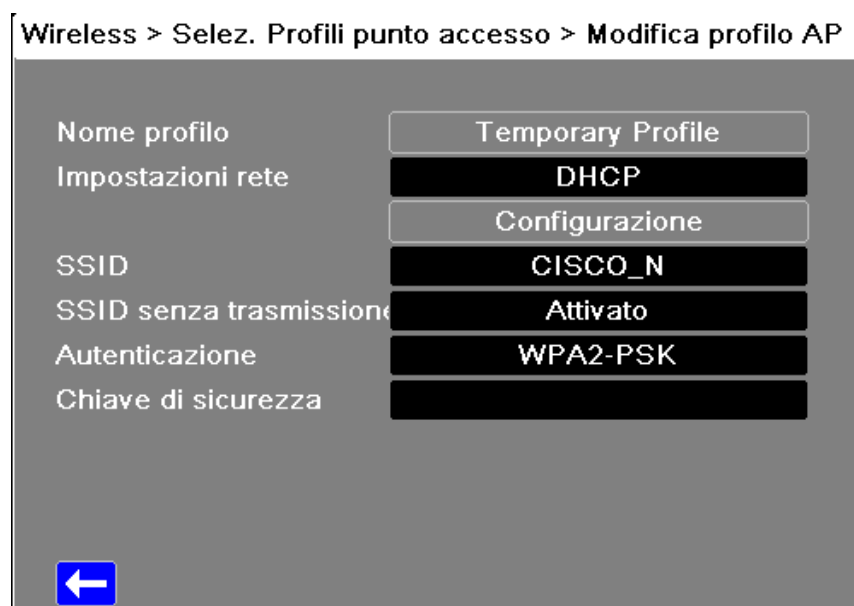 Wireless > Selez. Profili punto accesso > Modifica profilo AP
Nome profilo Temporary Profile
Impostazioni rete DHCP
Configurazione
SSID CISCO_N
SSID senza trasmissione Attivato
Autenticazione WPA2-PSK
Chiave di sicurezza